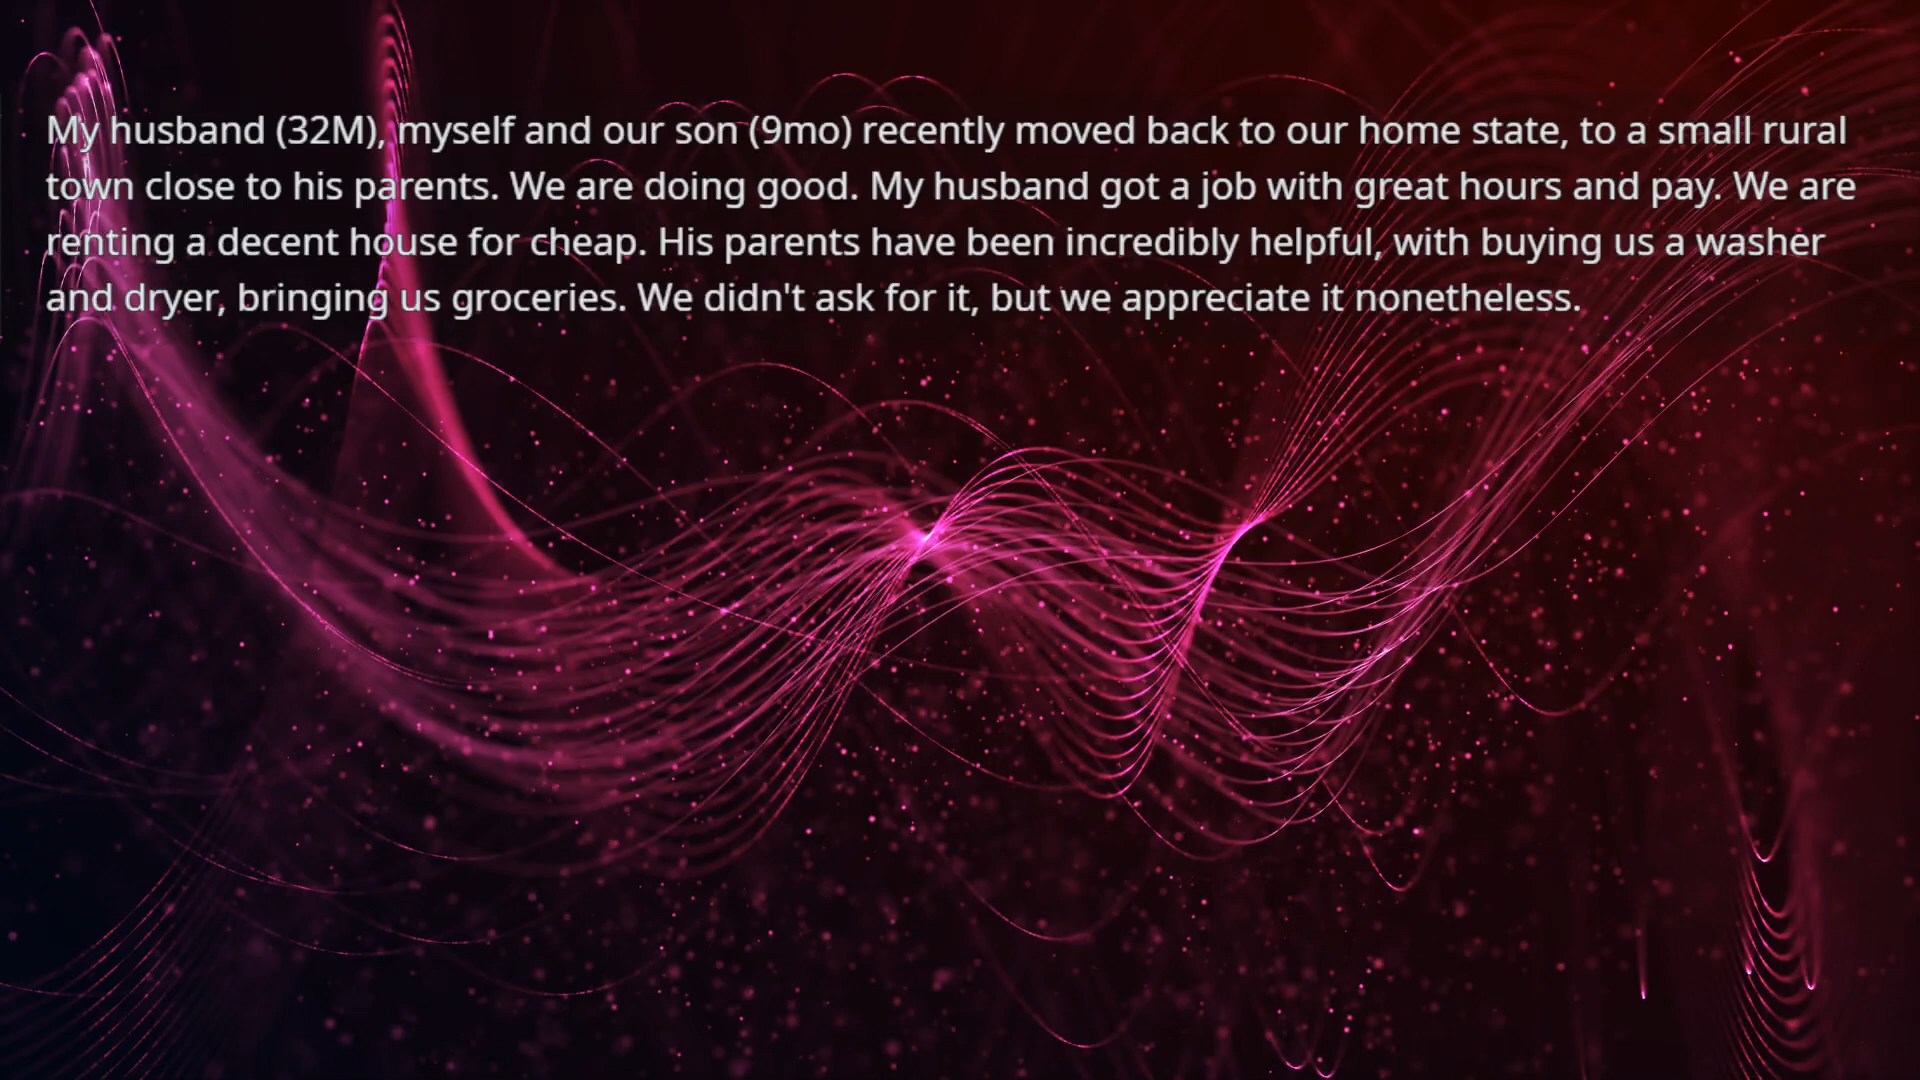 My husband (32M), myself and our son (9mo) recently moved back to our home state, to a small rural
town close to his parents. We are doing good. My husband got a job with great hours and pay. We are
renting a decent house for cheap. His parents have been incredibly helpful, with buying us a washer
and dryer, bringing us groceries. We didn't ask for it, but we appreciate it nonetheless.